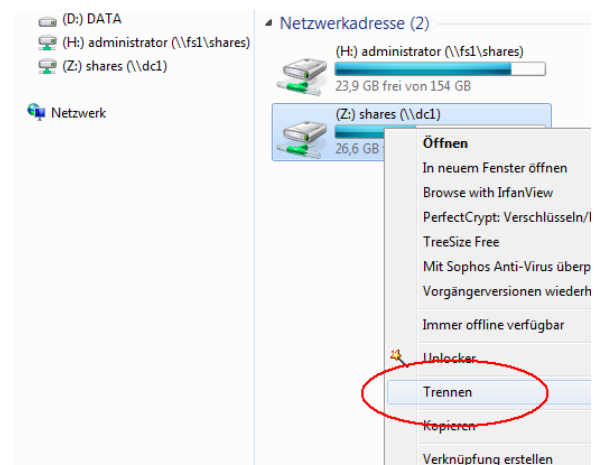 (D:) DATA
(H:) administrator (\\fs1\shares)
(Z:) shares (\\dc1)
Netzwerk
Netzwerkadresse (2)
(H:) administrator (\\fs1\shares)
23,9 GB frei von 154 GB
(Z:) shares (\\dc1)
26,6 GB
Öffnen
In neuem Fenster öffnen
Browse with IrfanView
PerfectCrypt: Verschlüsseln/
TreeSize Free
Mit Sophos Anti-Virus überp
Vorgängerversionen wiederh
Immer offline verfügbar
Unlocker
Trennen
Kopieren
Verknüpfung erstellen